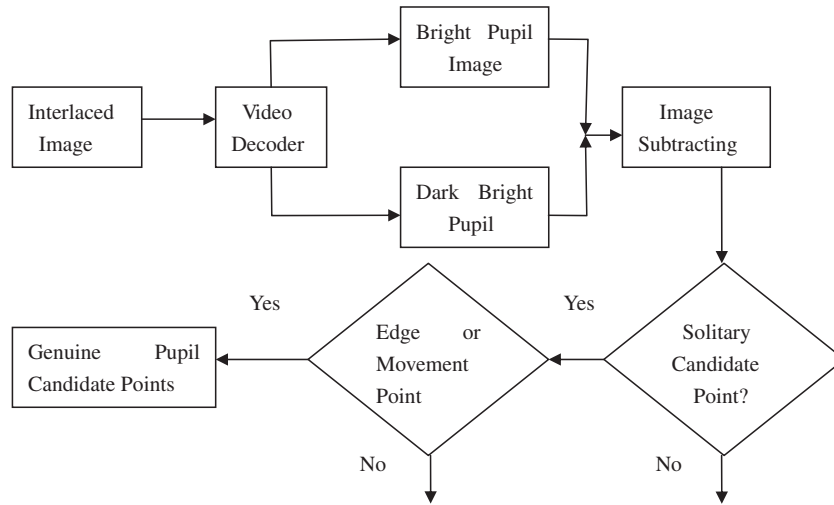 Interlaced
Image
Video
Decoder
Bright Pupil
Image
Dark Bright
Pupil
Image
Subtracting
Solitary
Candidate
Point?
Yes
No
Edge or
Movement
Point
Yes
No
Genuine Pupil
Candidate Points